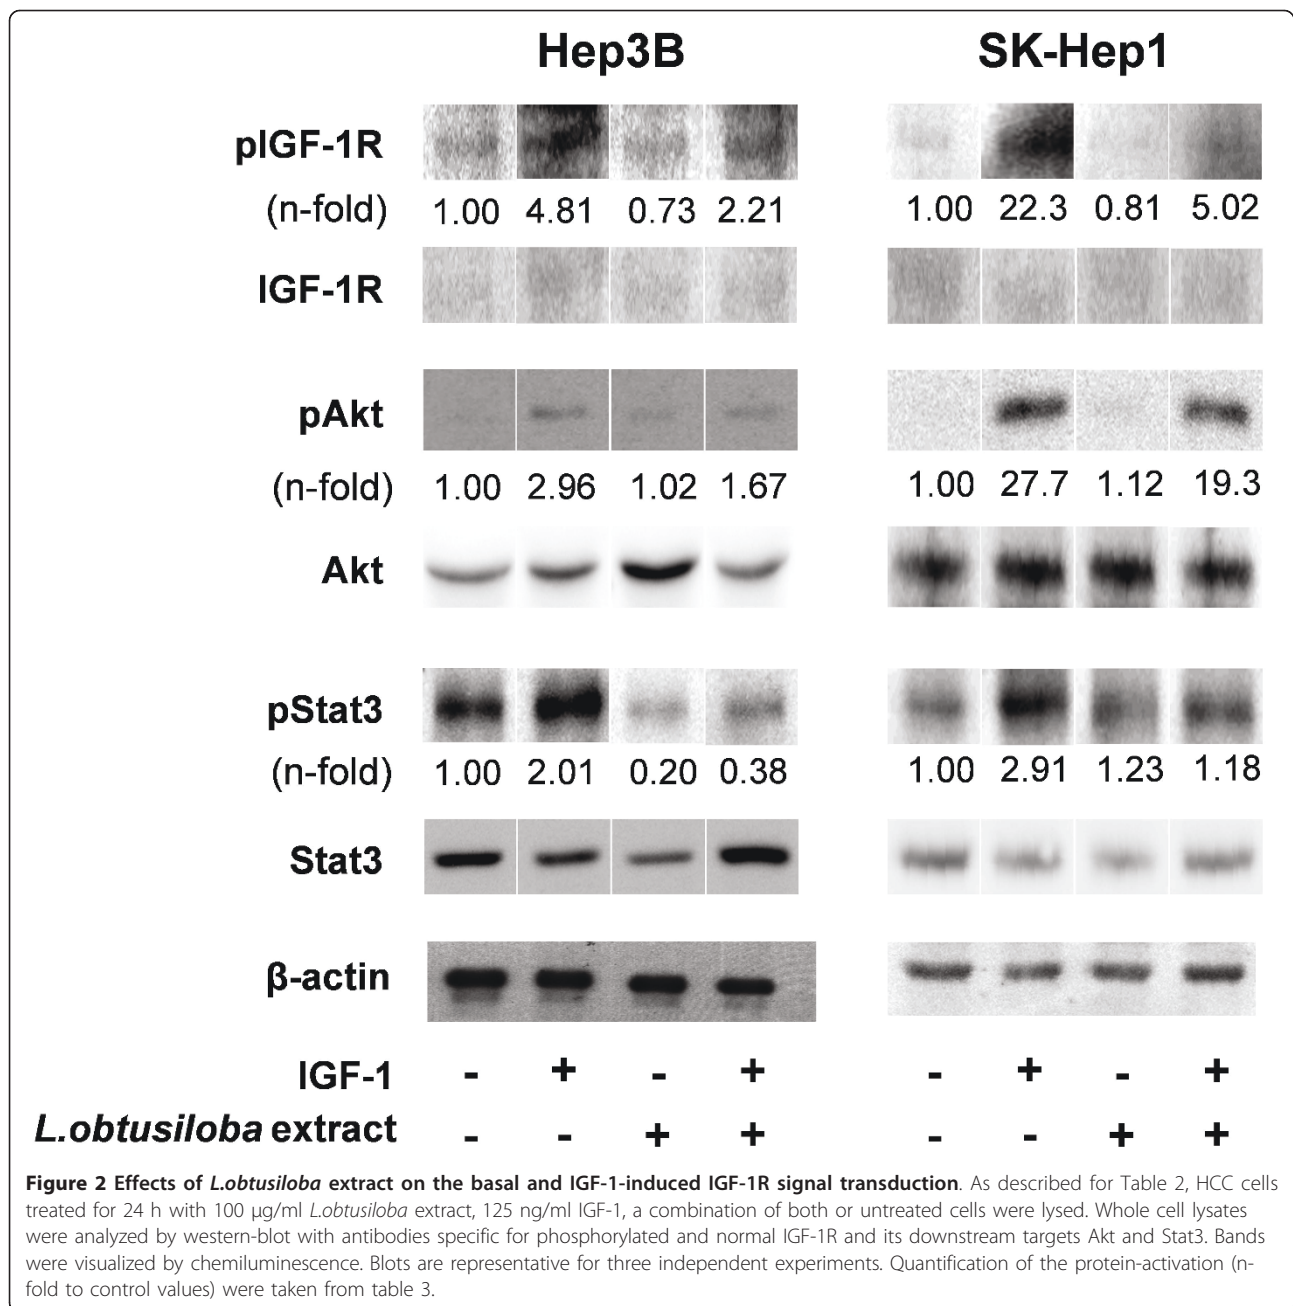 Hep3B SK-Hep1
pIGF-1R
(n-fold) 1.00 4.81 0.73 2.21 1.00 22.3 0.81 5.02
IGF-1R
pAkt
(n-fold) 1.00 2.96 1.02 1.67 1.00 27.7 1.12 19.3
Akt
pStat3
(n-fold) 1.00 2.01 0.20 0.38 1.00 2.91 1.23 1.18
Stat3
β-actin
IGF-1 - + - + - + - +
L.obtusiloba extract - - + + - - + +
Figure 2 Effects of L.obtusiloba extract on the basal and IGF-1-induced IGF-1R signal transduction. As described for Table 2, HCC cells
treated for 24 h with 100 μg/ml L.obtusiloba extract, 125 ng/ml IGF-1, a combination of both or untreated cells were lysed. Whole cell lysates
were analyzed by western-blot with antibodies specific for phosphorylated and normal IGF-1R and its downstream targets Akt and Stat3. Bands
were visualized by chemiluminescence. Blots are representative for three independent experiments. Quantification of the protein-activation (n-
fold to control values) were taken from table 3.